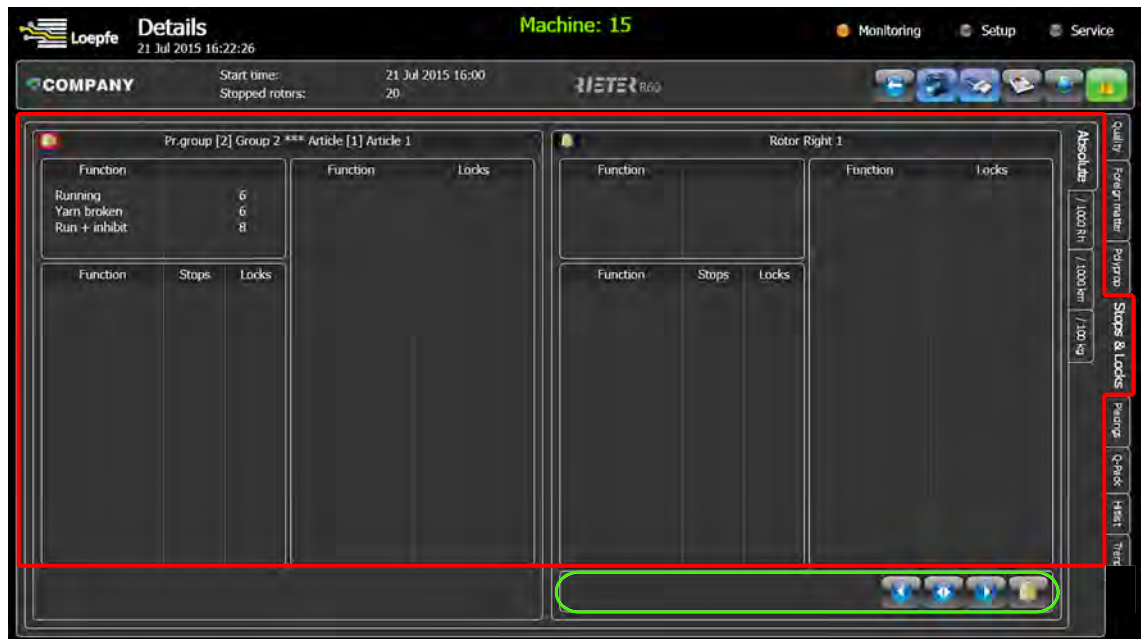 Loepfe
Details
21 Jul 2015 16:22:26
Machine: 15
Monitoring
Setup
Service
COMPANY
Start time: 21 Jul 2015 16:00
Stopped rotors: 20
RIETER R60
Pr.group [2] Group 2 *** Article [1] Article 1
Function
Running 6
Yarn broken 6
Run + inhibit 8
Function Locks
Function Stops Locks
Rotor Right 1
Function
Function Locks
Function Stops Locks
Absolute
/ 1000 Rh
/ 1000 km
/ 100 kg
Quality
Foreign matter
Polyprop
Stops & Locks
Piecings
Q-Pack
Hitlist
Trend